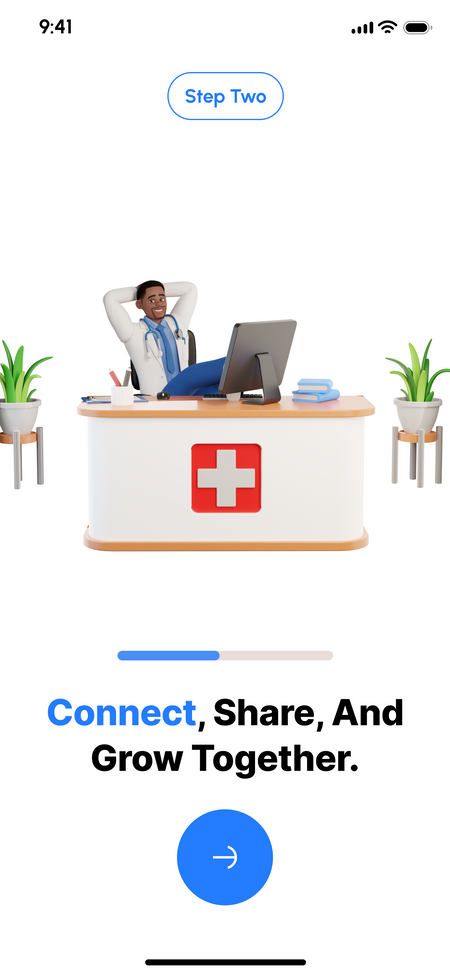 9:41
Step Two
Connect, Share, And
Grow Together.